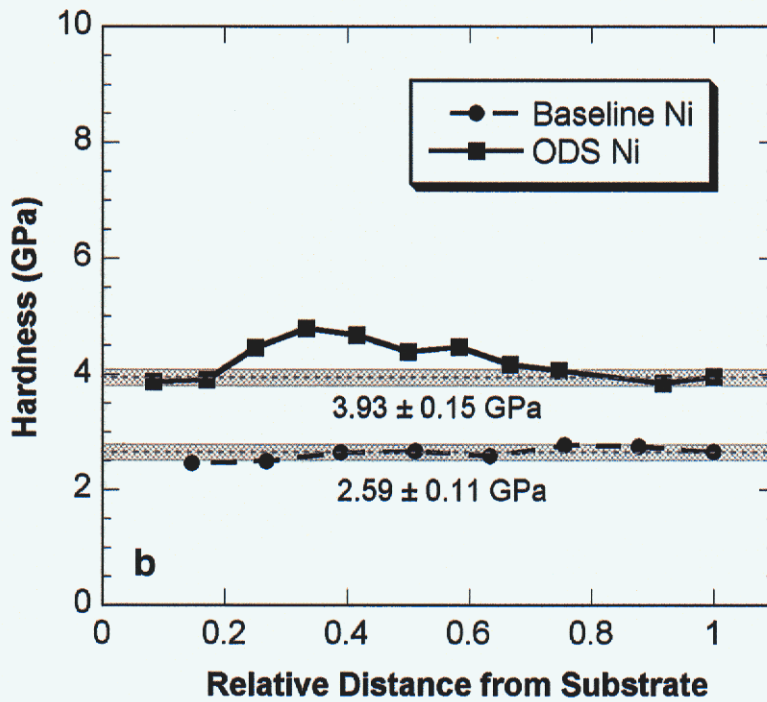 10
8
6
4
2
0
Hardness (GPa)
Baseline Ni
ODS Ni
3.93 ± 0.15 GPa
2.59 ± 0.11 GPa
b
0 0.2 0.4 0.6 0.8 1
Relative Distance from Substrate